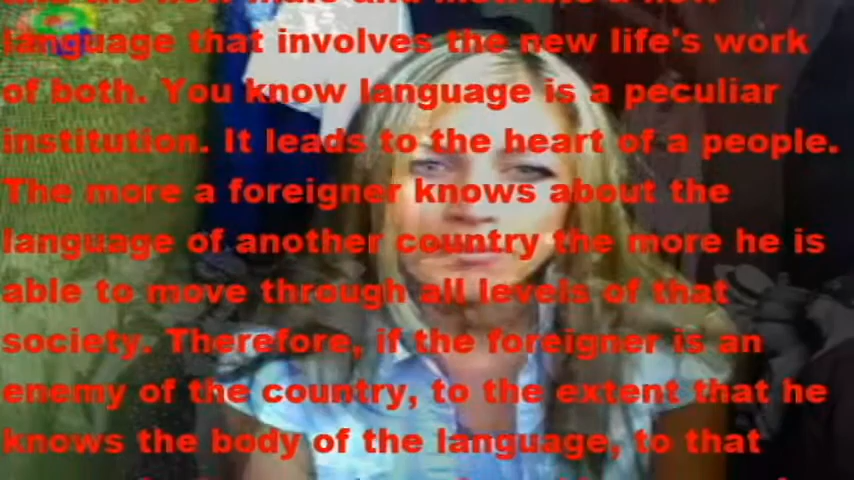 language that involves the new life's work
of both. You know language is a peculiar
institution. It leads to the heart of a people.
The more a foreigner knows about the
language of another country the more he is
able to move through all levels of that
society. Therefore, if the foreigner is an
enemy of the country, to the extent that he
knows the body of the language, to that